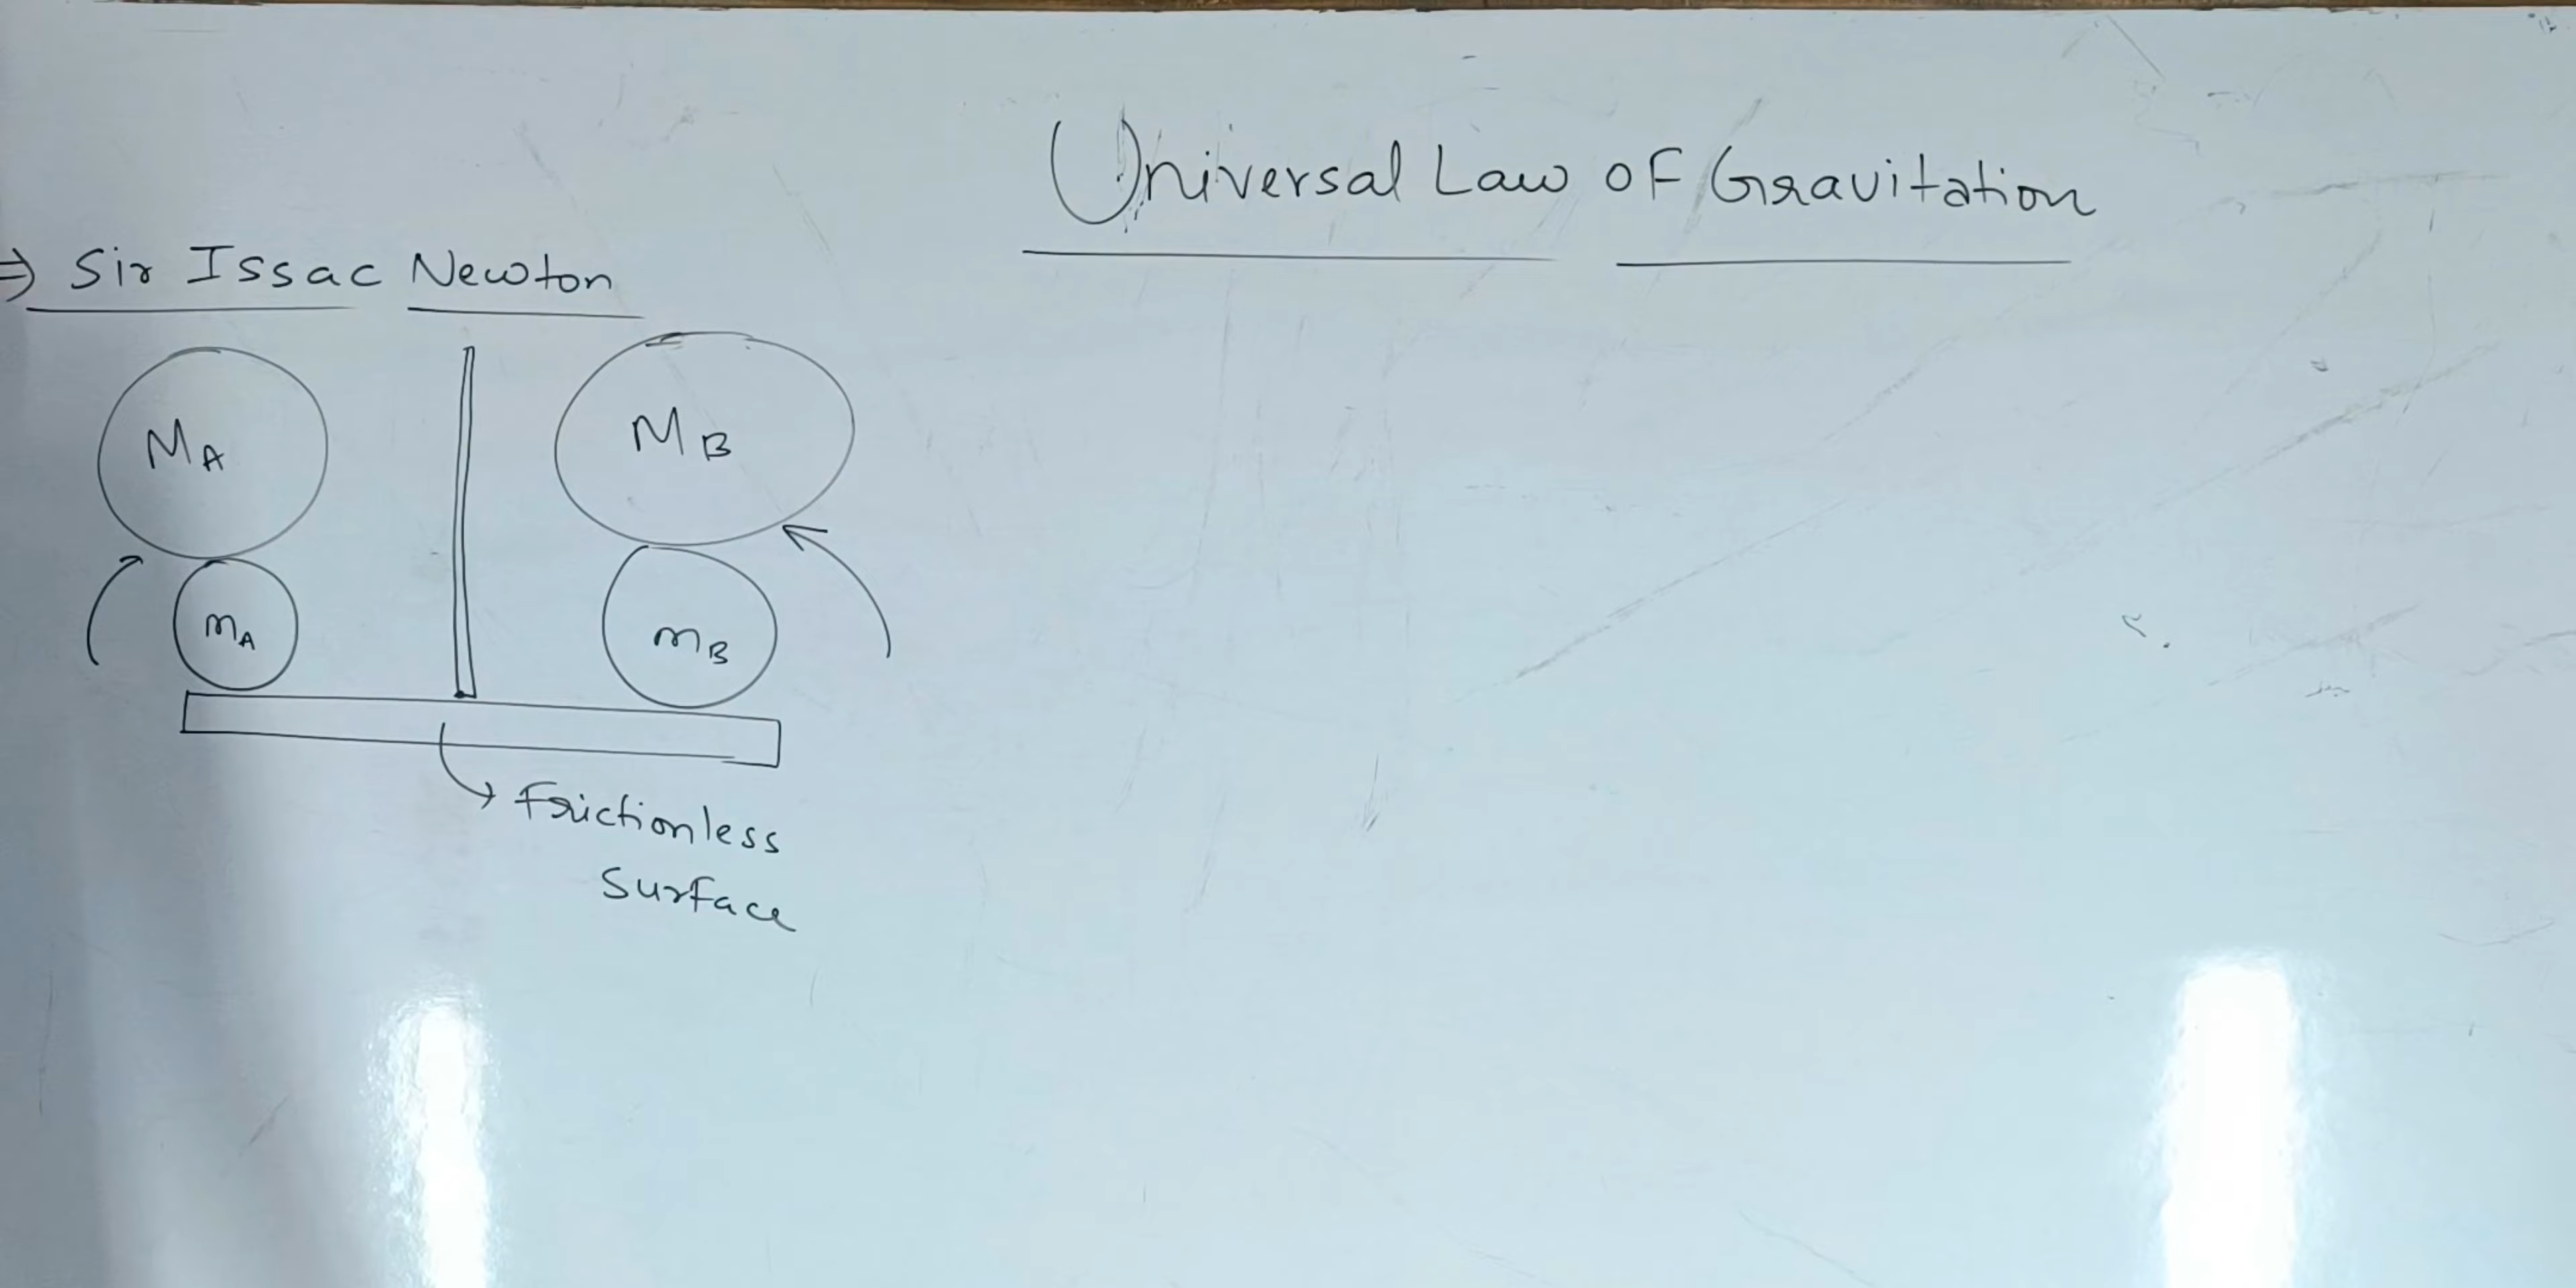 Universal Law of Gravitation
⇒ Sir Issac Newton
MA
MB
mA
mB
Frictionless
Surface